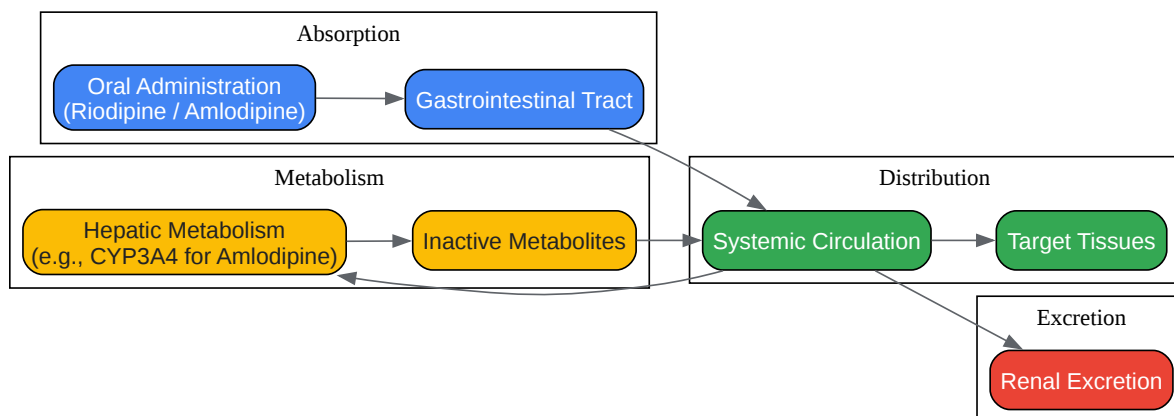 Absorption
Oral Administration
(Riodipine / Amlodipine)
Gastrointestinal Tract
Metabolism
Hepatic Metabolism
(e.g., CYP3A4 for Amlodipine)
Inactive Metabolites
Distribution
Systemic Circulation
Target Tissues
Excretion
Renal Excretion